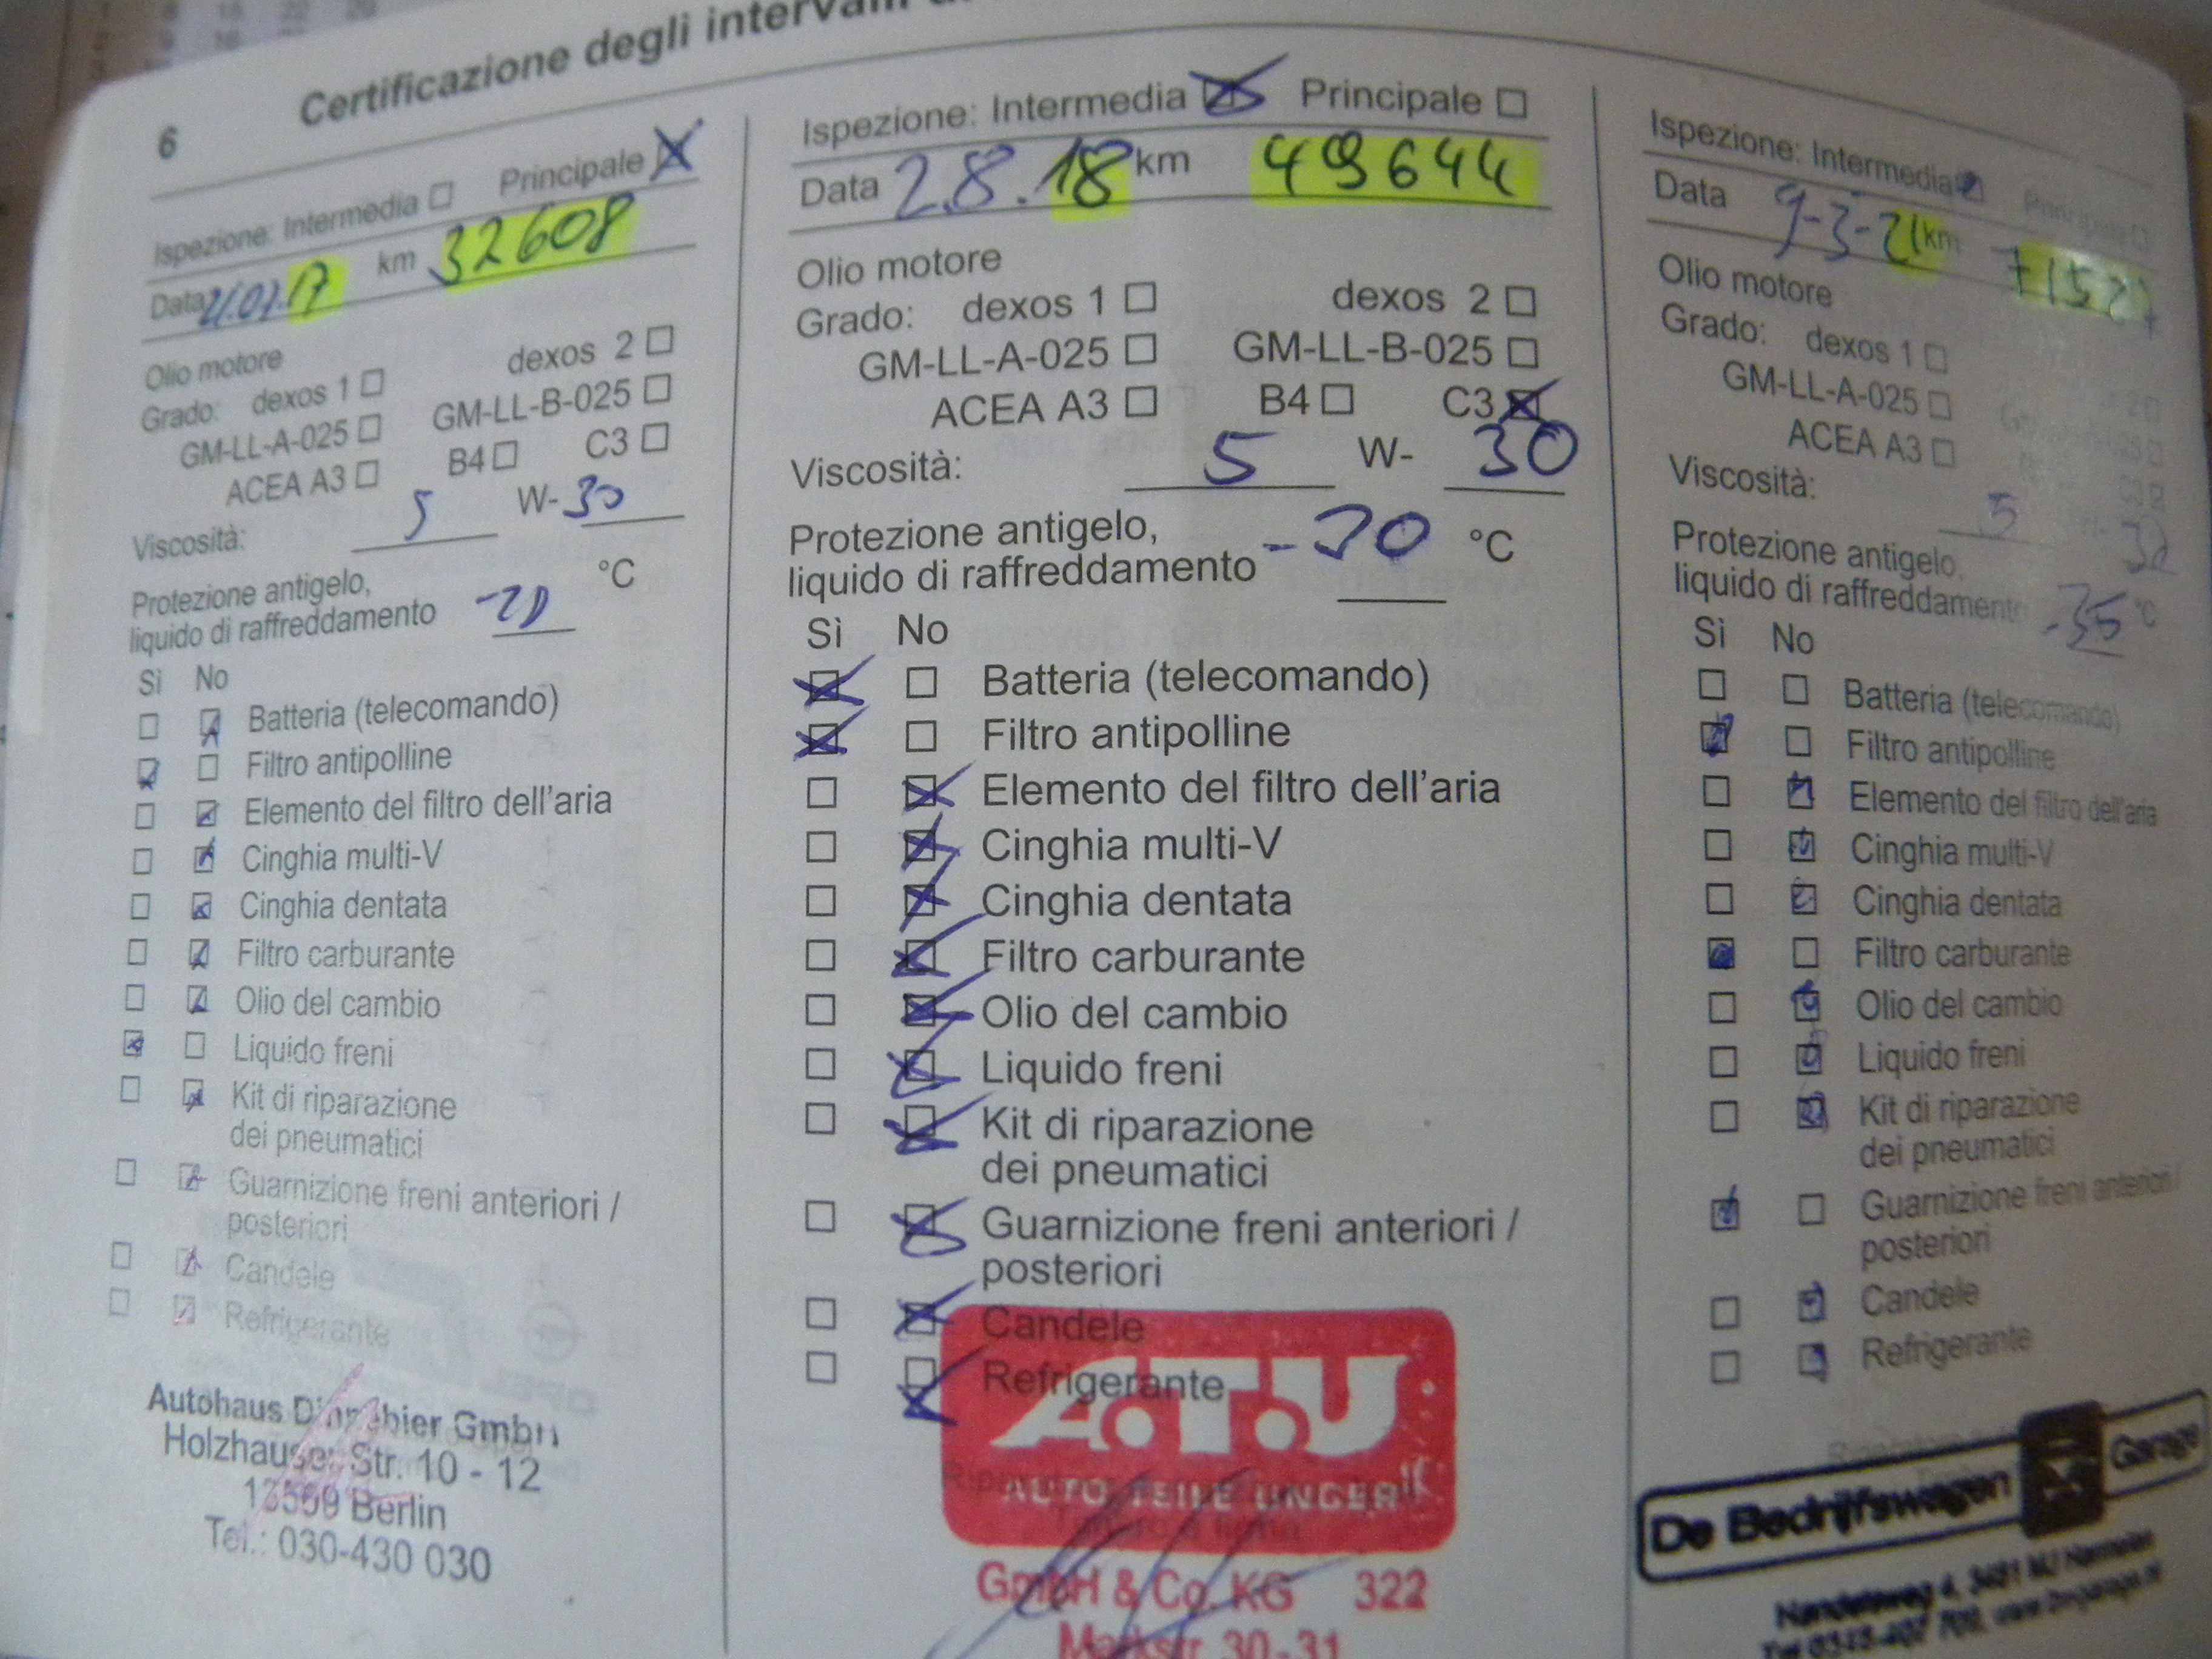 6
Certificazione degli intervalli
Ispezione: Intermedia Principale
Data 21.07.17 km 32608
Olio motore
Grado: dexos 1 dexos 2
GM-LL-A-025 GM-LL-B-025
ACEA A3 B4 C3
Viscosità: 5 W-30
Protezione antigelo, °C
liquido di raffreddamento -20
Sì No
Batteria (telecomando)
Filtro antipolline
Elemento del filtro dell'aria
Cinghia multi-V
Cinghia dentata
Filtro carburante
Olio del cambio
Liquido freni
Kit di riparazione
dei pneumatici
Guarnizione freni anteriori /
posteriori
Candele
Refrigerante
Autohaus Dinnebier GmbH
Holzhauser Str. 10 - 12
13509 Berlin
Tel.: 030-430 030
Ispezione: Intermedia Principale
Data 2.8.18 km 49644
Olio motore
Grado: dexos 1 dexos 2
GM-LL-A-025 GM-LL-B-025
ACEA A3 B4 C3
Viscosità: 5 W- 30
Protezione antigelo,
liquido di raffreddamento °C
Sì No
Batteria (telecomando)
Filtro antipolline
Elemento del filtro dell'aria
Cinghia multi-V
Cinghia dentata
Filtro carburante
Olio del cambio
Liquido freni
Kit di riparazione
dei pneumatici
Guarnizione freni anteriori /
posteriori
Candele
Refrigerante
A.T.U
AUTO TEILE UNGER
GmbH & Co. KG 322
Markstr. 30-31
Ispezione: Intermedia Principale
Data 9-3-21 km
Olio motore
Grado: dexos 1
GM-LL-A-025
ACEA A3
Viscosità: 5
Protezione antigelo,
liquido di raffreddamento -35 °C
Sì No
Batteria (telecomando)
Filtro antipolline
Elemento del filtro dell'aria
Cinghia multi-V
Cinghia dentata
Filtro carburante
Olio del cambio
Liquido freni
Kit di riparazione
dei pneumatici
Guarnizione freni anteriori /
posteriori
Candele
Refrigerante
De Bedrijfswagen Garage